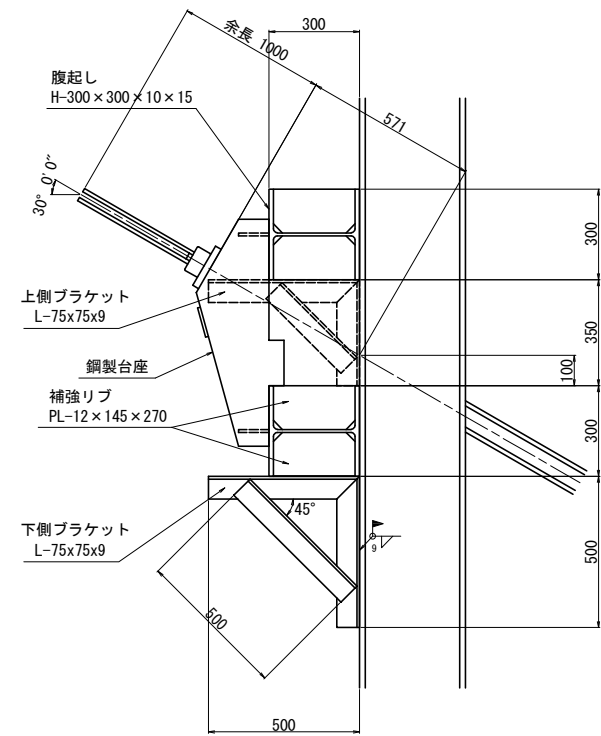 余長 1000
300
腹起し
H-300×300×10×15
571
30° 0' 0"
300
上側ブラケット
L-75x75x9
350
鋼製台座
100
補強リブ
PL-12×145×270
300
45°
下側ブラケット
L-75x75x9
9
500
500
500